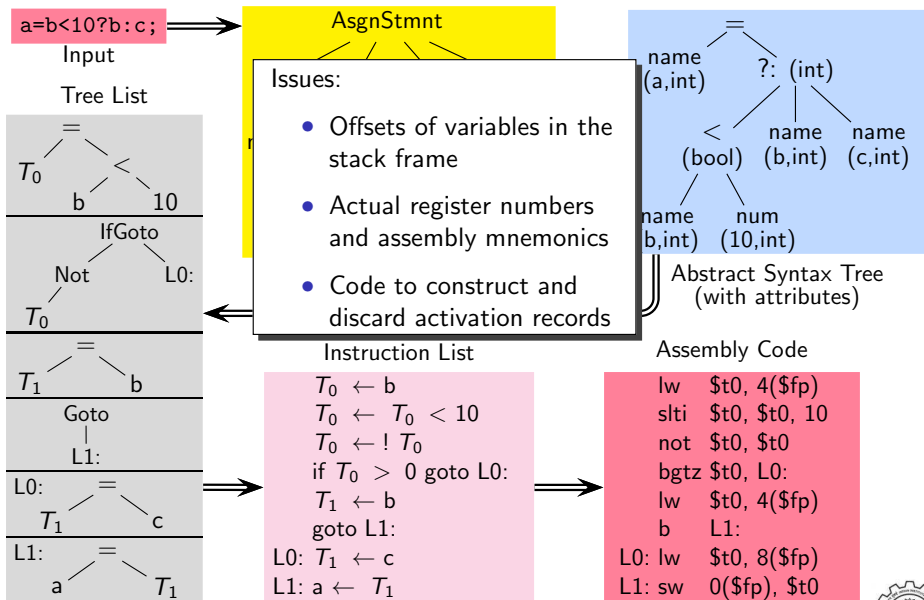 a=b<10?b:c;
Input
AsgnStmnt
=
name
(a,int)
?: (int)
<
(bool)
name
(b,int)
name
(c,int)
name
b,int)
num
(10,int)
Abstract Syntax Tree
(with attributes)
Issues:
• Offsets of variables in the
stack frame
• Actual register numbers
and assembly mnemonics
• Code to construct and
discard activation records
Tree List
=
T0 <
b 10
IfGoto
Not L0:
T0
=
T1 b
Goto
L1:
L0: =
T1 c
L1: =
a T1
Instruction List
T0 ← b
T0 ← T0 < 10
T0 ← ! T0
if T0 > 0 goto L0:
T1 ← b
goto L1:
L0: T1 ← c
L1: a ← T1
Assembly Code
lw $t0, 4($fp)
slti $t0, $t0, 10
not $t0, $t0
bgtz $t0, L0:
lw $t0, 4($fp)
b L1:
L0: lw $t0, 8($fp)
L1: sw 0($fp), $t0